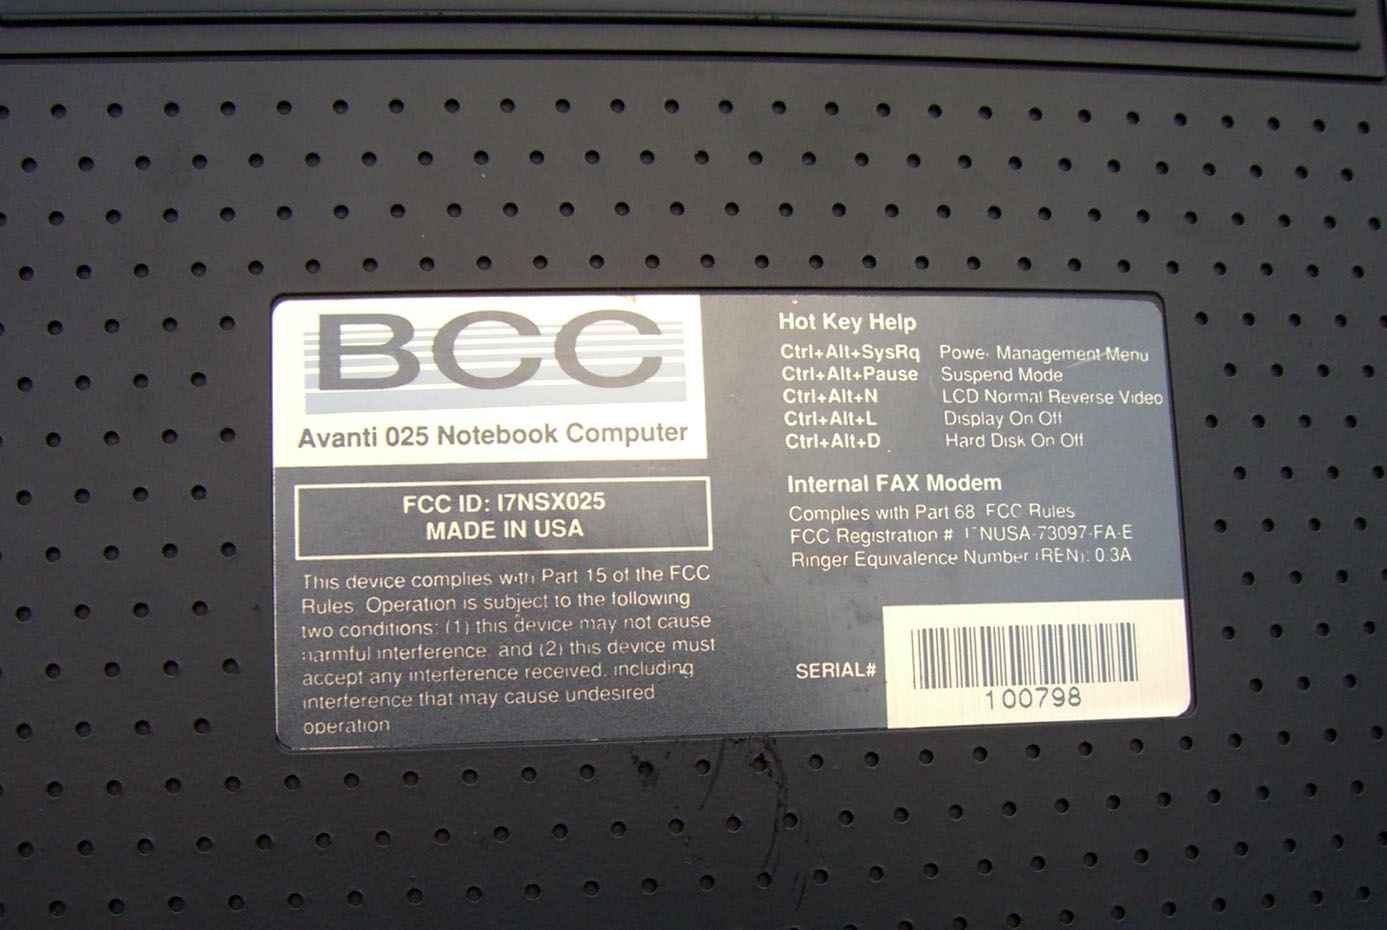 BCC
Avanti 025 Notebook Computer
FCC ID: I7NSX025
MADE IN USA
This device complies with Part 15 of the FCC
Rules. Operation is subject to the following
two conditions: (1) this device may not cause
harmful interference, and (2) this device must
accept any interference received, including
interference that may cause undesired
operation
Hot Key Help
Ctrl+Alt+SysRq Power Management Menu
Ctrl+Alt+Pause Suspend Mode
Ctrl+Alt+N LCD Normal Reverse Video
Ctrl+Alt+L Display On Off
Ctrl+Alt+D Hard Disk On Off
Internal FAX Modem
Complies with Part 68 FCC Rules
FCC Registration #
Ringer Equivalence Number (REN): 0.3A
SERIAL#
100798